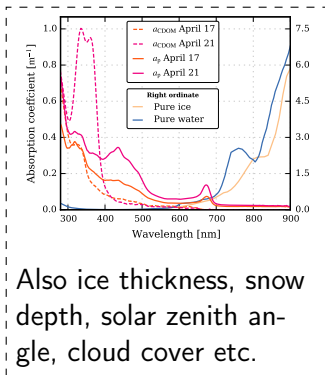 Absorption coefficient [m⁻¹]
1.0
0.8
0.6
0.4
0.2
0.0
a_CDOM April 17
a_CDOM April 21
a_p April 17
a_p April 21
Right ordinate
Pure ice
Pure water
7.5
6.0
4.5
3.0
1.5
0.0
300 400 500 600 700 800 900
Wavelength [nm]
Also ice thickness, snow
depth, solar zenith an-
gle, cloud cover etc.